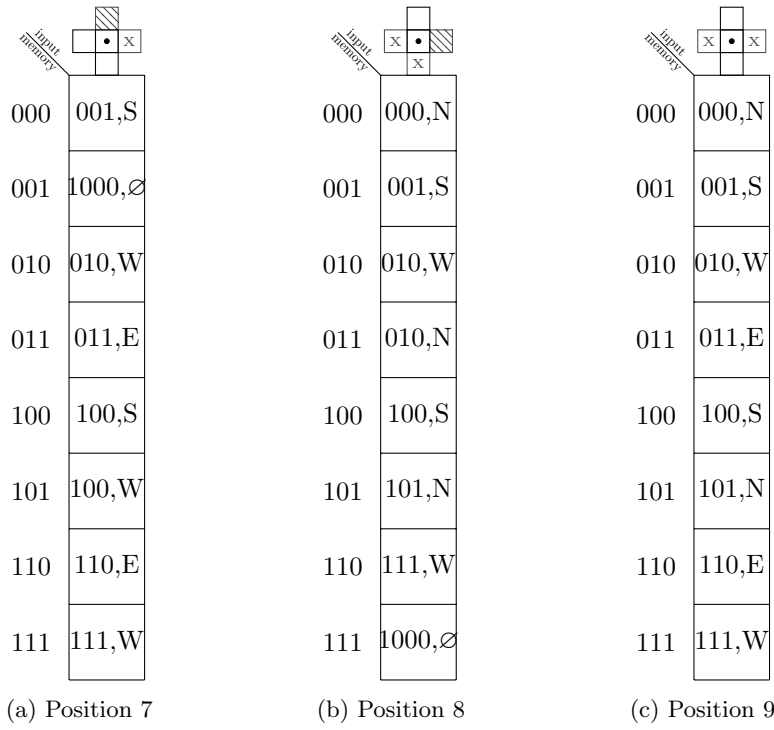 x x x x x
x
input memory input memory input memory
000 001,S 000 000,N 000 000,N
001 1000,∅ 001 001,S 001 001,S
010 010,W 010 010,W 010 010,W
011 011,E 011 010,N 011 011,E
100 100,S 100 100,S 100 100,S
101 100,W 101 101,N 101 101,N
110 110,E 110 111,W 110 110,E
111 111,W 111 1000,∅ 111 111,W
(a) Position 7 (b) Position 8 (c) Position 9